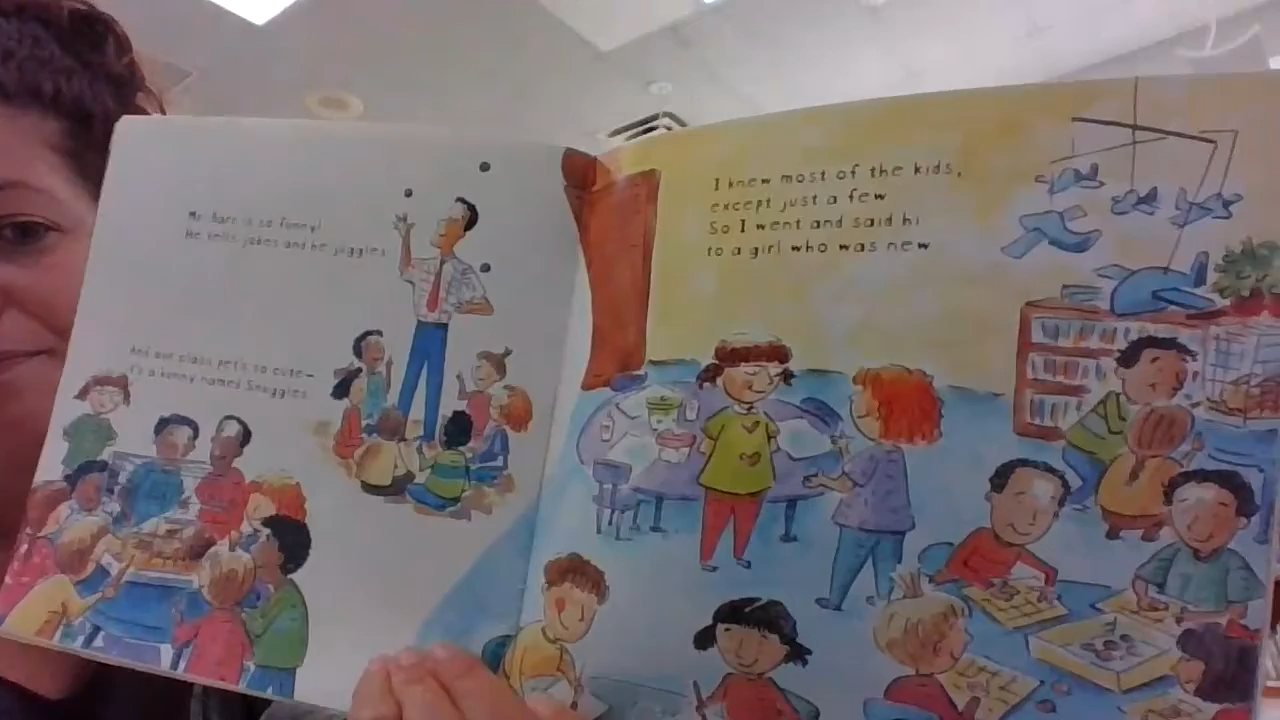 Mr. Barr is so funny!
He tells jokes and he juggles
And our class pet's so cute—
it's a bunny named Snuggles
I knew most of the kids,
except just a few
So I went and said hi
to a girl who was new